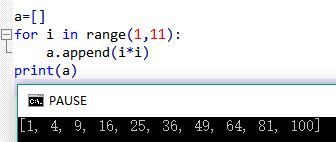 a=[]
for i in range(1,11):
    a.append(i*i)
print(a)
C:\. PAUSE
[1, 4, 9, 16, 25, 36, 49, 64, 81, 100]